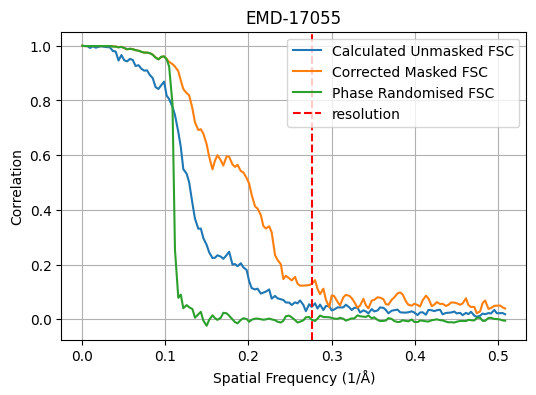 EMD-17055
Calculated Unmasked FSC
Corrected Masked FSC
Phase Randomised FSC
resolution
Correlation
1.0
0.8
0.6
0.4
0.2
0.0
0.0 0.1 0.2 0.3 0.4 0.5
Spatial Frequency (1/Å)